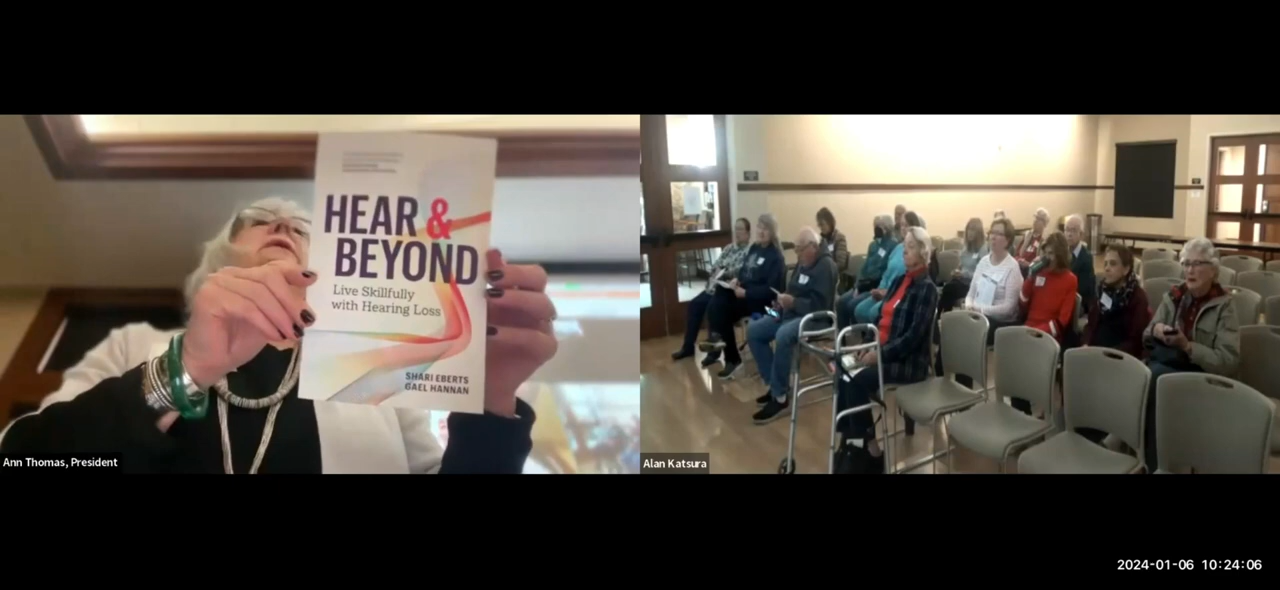 HEAR &
BEYOND
Live Skillfully
with Hearing Loss
SHARI EBERTS
GAEL HANNAN
Ann Thomas, President
Alan Katsura
2024-01-06 10:24:06